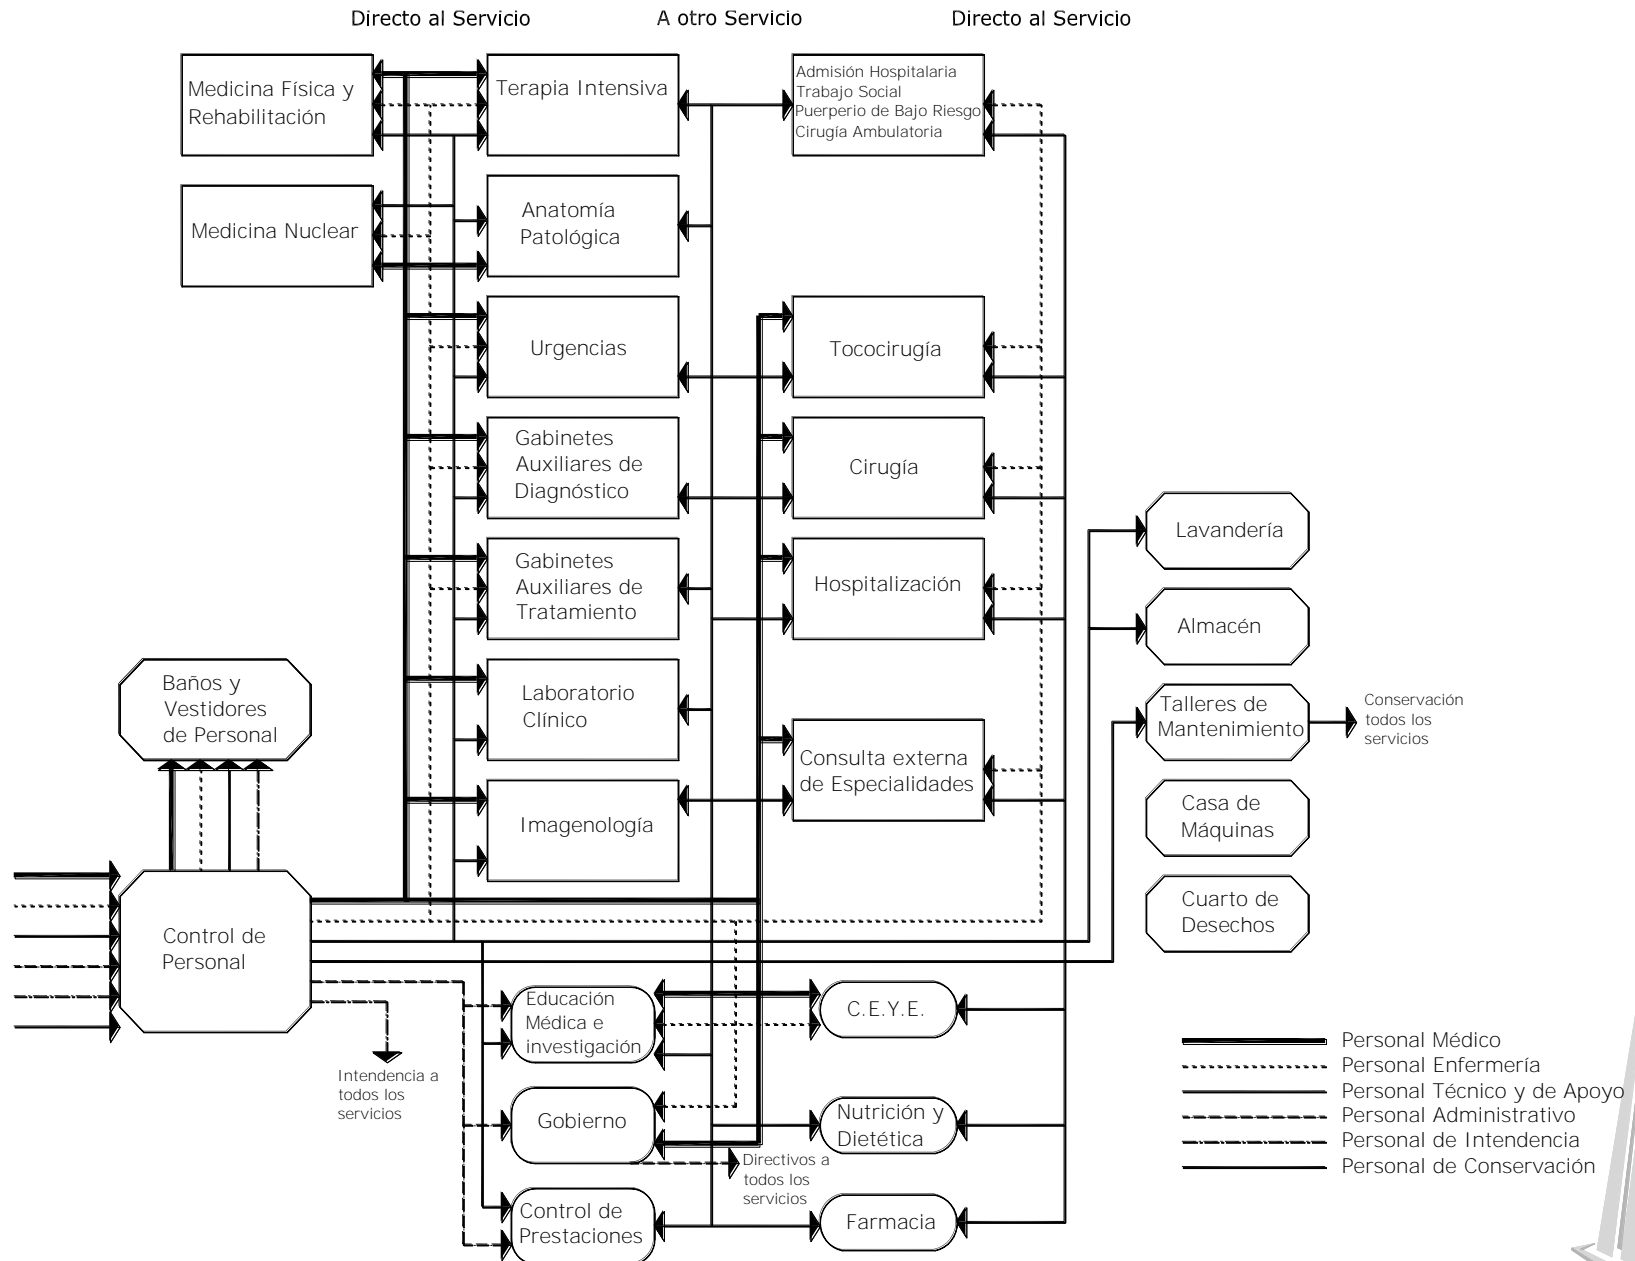 Directo al Servicio
A otro Servicio
Directo al Servicio
Medicina Física y
Rehabilitación
Terapia Intensiva
Admisión Hospitalaria
Trabajo Social
Puerperio de Bajo Riesgo
Cirugía Ambulatoria
Medicina Nuclear
Anatomía
Patológica
Urgencias
Tococirugía
Gabinetes
Auxiliares de
Diagnóstico
Cirugía
Lavandería
Gabinetes
Auxiliares de
Tratamiento
Hospitalización
Almacén
Baños y
Vestidores
de Personal
Laboratorio
Clínico
Consulta externa
de Especialidades
Talleres de
Mantenimiento
Conservación
todos los
servicios
Imagenología
Casa de
Máquinas
Cuarto de
Desechos
Control de
Personal
Educación
Médica e
investigación
C.E.Y.E.
Intendencia a
todos los
servicios
Gobierno
Nutrición y
Dietética
Directivos a
todos los
servicios
Control de
Prestaciones
Farmacia
Personal Médico
Personal Enfermería
Personal Técnico y de Apoyo
Personal Administrativo
Personal de Intendencia
Personal de Conservación